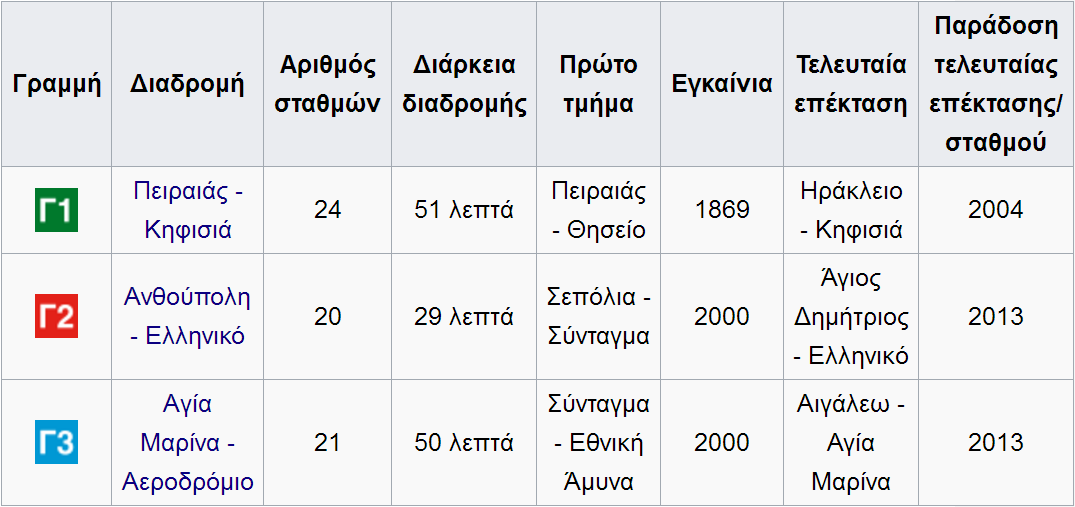 Γραμμή Διαδρομή Αριθμός σταθμών Διάρκεια διαδρομής Πρώτο τμήμα Εγκαίνια Τελευταία επέκταση Παράδοση τελευταίας επέκτασης/ σταθμού
Γ1 Πειραιάς - Κηφισιά 24 51 λεπτά Πειραιάς - Θησείο 1869 Ηράκλειο - Κηφισιά 2004
Γ2 Ανθούπολη - Ελληνικό 20 29 λεπτά Σεπόλια - Σύνταγμα 2000 Άγιος Δημήτριος - Ελληνικό 2013
Γ3 Αγία Μαρίνα - Αεροδρόμιο 21 50 λεπτά Σύνταγμα - Εθνική Άμυνα 2000 Αιγάλεω - Αγία Μαρίνα 2013